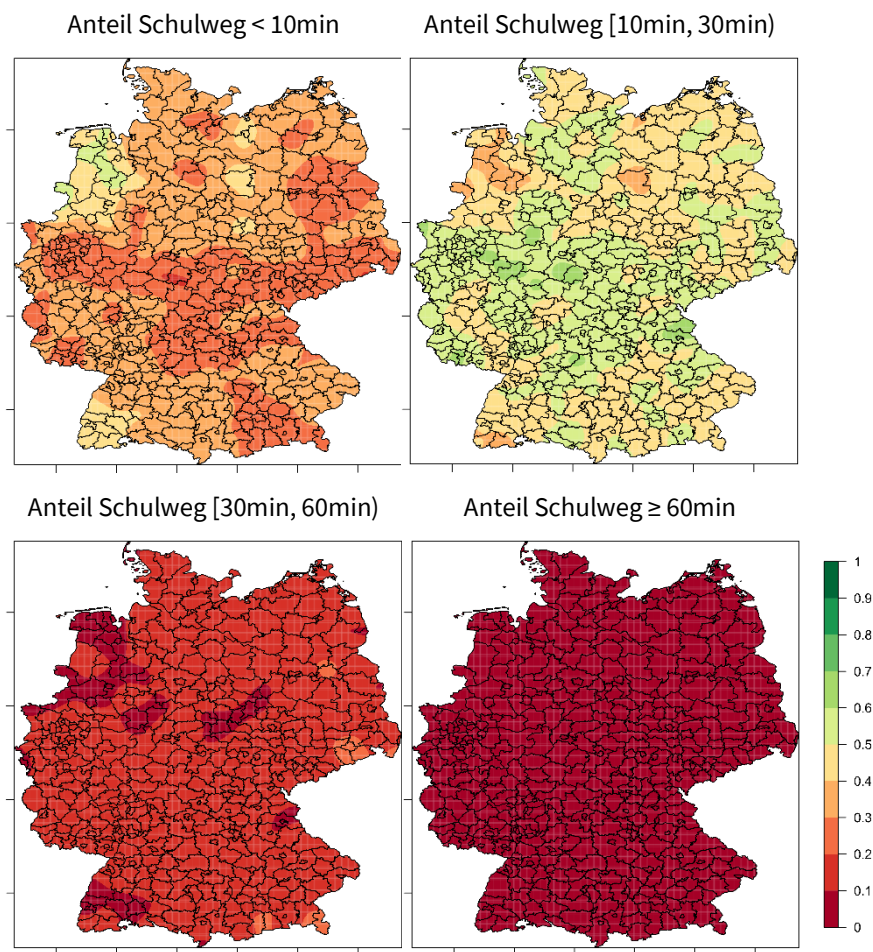 Anteil Schulweg < 10min
Anteil Schulweg [10min, 30min)
Anteil Schulweg [30min, 60min)
Anteil Schulweg ≥ 60min
1
0.9
0.8
0.7
0.6
0.5
0.4
0.3
0.2
0.1
0